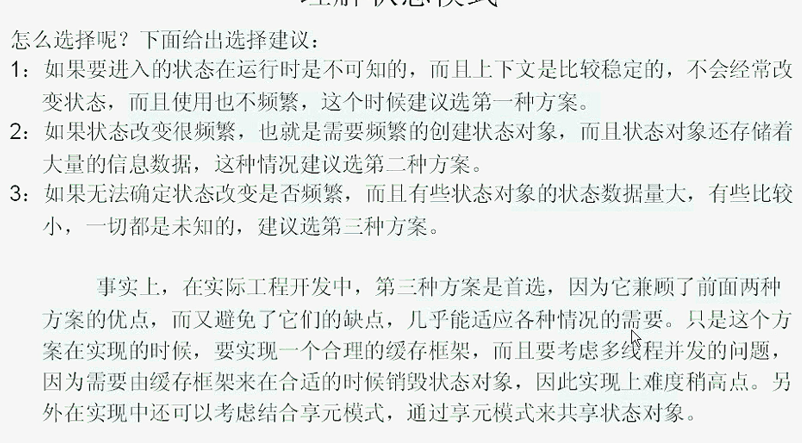 理解状态模式
怎么选择呢？下面给出选择建议：
1：如果要进入的状态在运行时是不可知的，而且上下文是比较稳定的，不会经常改
变状态，而且使用也不频繁，这个时候建议选第一种方案。
2：如果状态改变很频繁，也就是需要频繁的创建状态对象，而且状态对象还存储着
大量的信息数据，这种情况建议选第二种方案。
3：如果无法确定状态改变是否频繁，而且有些状态对象的状态数据量大，有些比较
小，一切都是未知的，建议选第三种方案。
事实上，在实际工程开发中，第三种方案是首选，因为它兼顾了前面两种
方案的优点，而又避免了它们的缺点，几乎能适应各种情况的需要。只是这个方
案在实现的时候，要实现一个合理的缓存框架，而且要考虑多线程并发的问题，
因为需要由缓存框架来在合适的时候销毁状态对象，因此实现上难度稍高点。另
外在实现中还可以考虑结合享元模式，通过享元模式来共享状态对象。